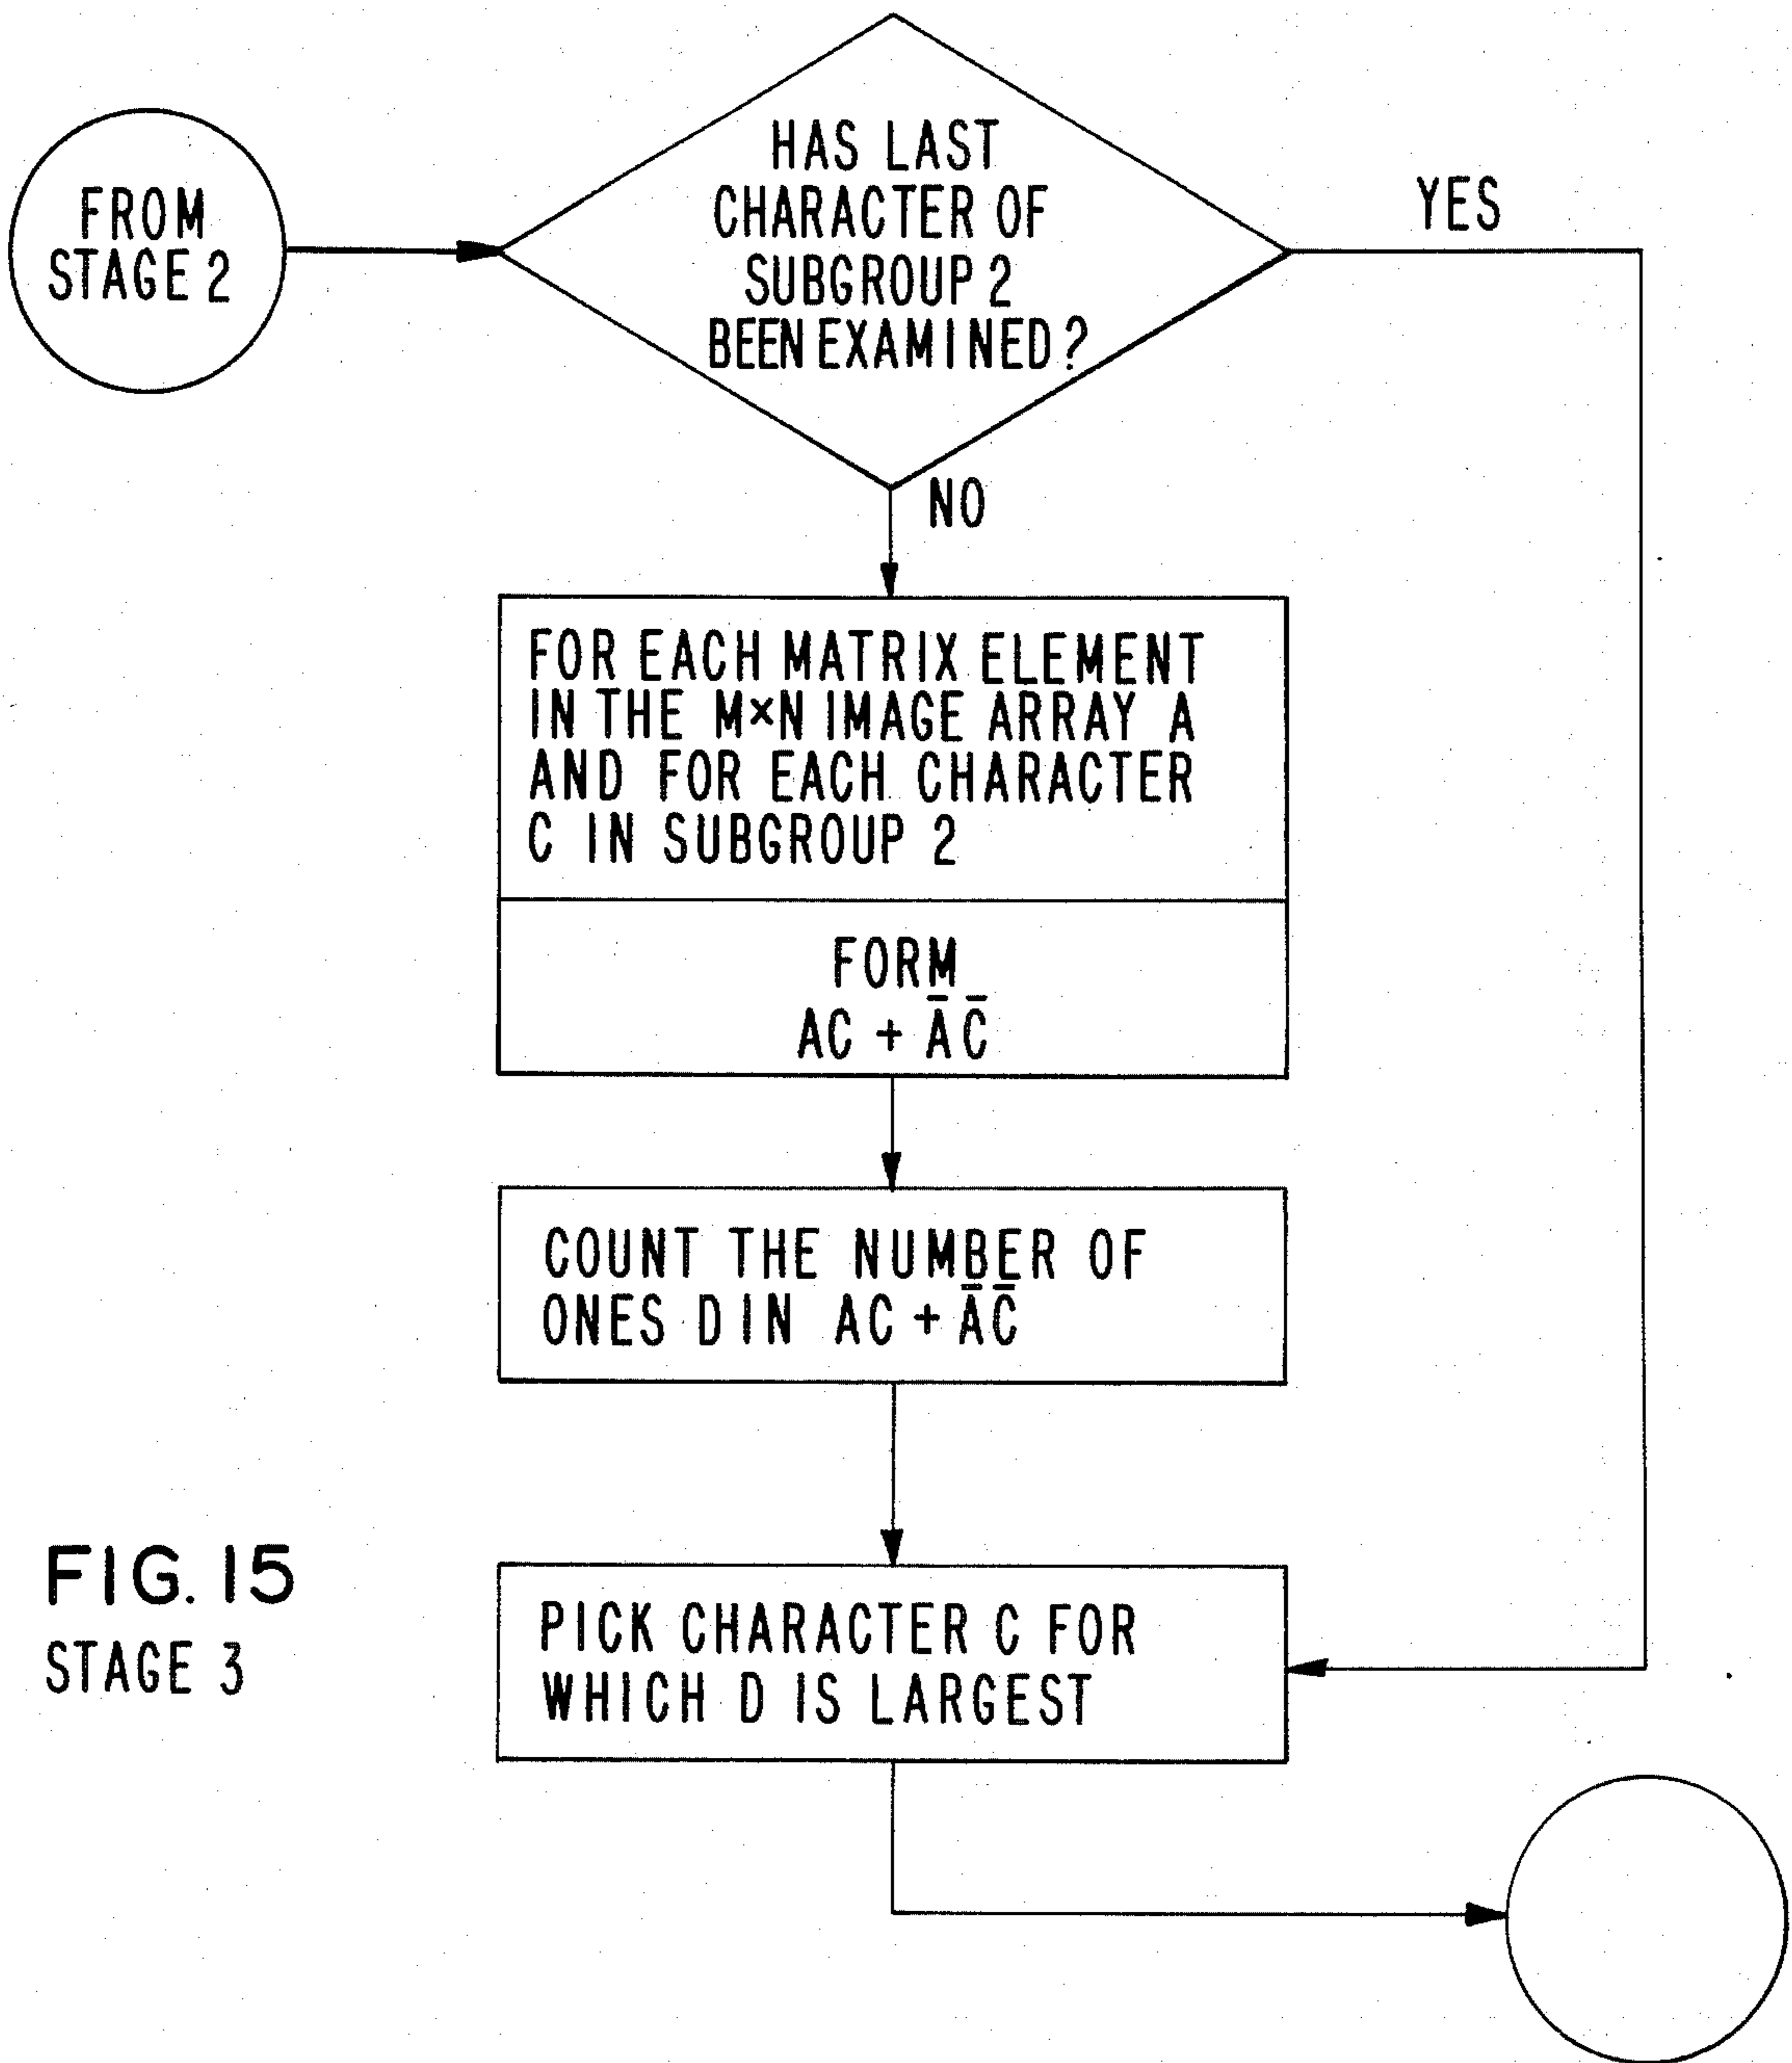 FROM
STAGE 2
HAS LAST
CHARACTER OF
SUBGROUP 2
BEEN EXAMINED?
YES
NO
FOR EACH MATRIX ELEMENT
IN THE M×N IMAGE ARRAY A
AND FOR EACH CHARACTER
C IN SUBGROUP 2
FORM
AC + A̅ C̅
COUNT THE NUMBER OF
ONES D IN AC + A̅ C̅
PICK CHARACTER C FOR
WHICH D IS LARGEST
FIG. 15
STAGE 3